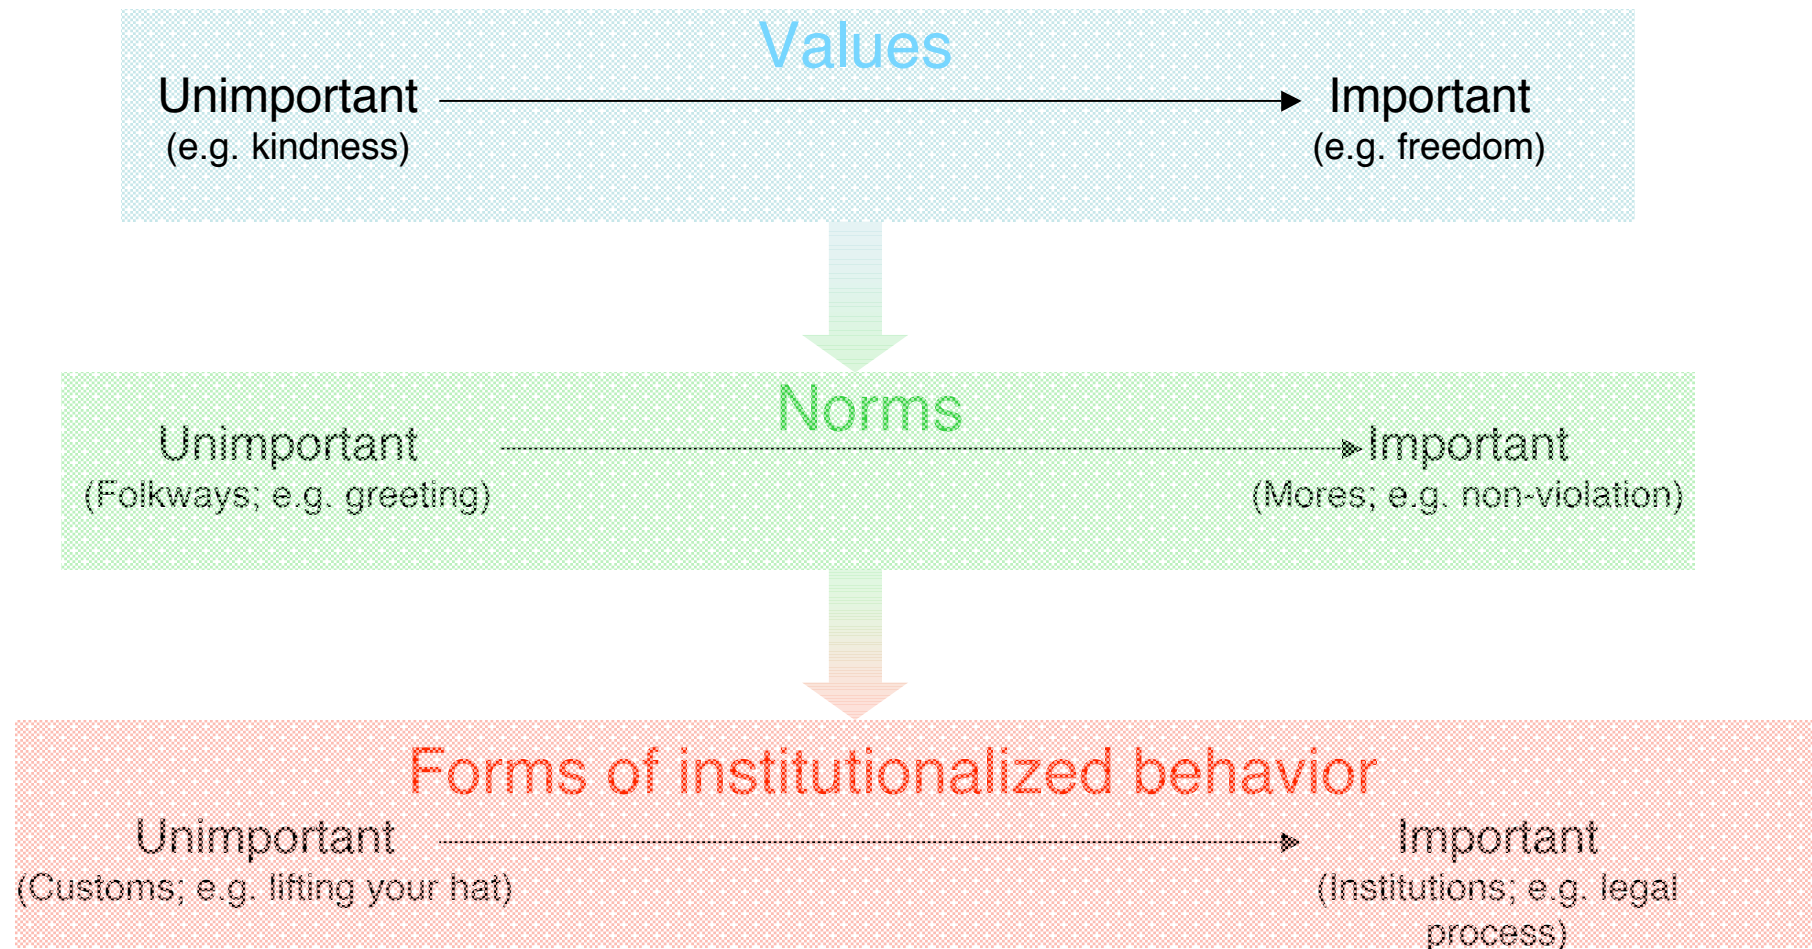 Values
Unimportant
(e.g. kindness)
Important
(e.g. freedom)
Norms
Unimportant
(Folkways; e.g. greeting)
Important
(Mores; e.g. non-violation)
Forms of institutionalized behavior
Unimportant
(Customs; e.g. lifting your hat)
Important
(Institutions; e.g. legal
process)